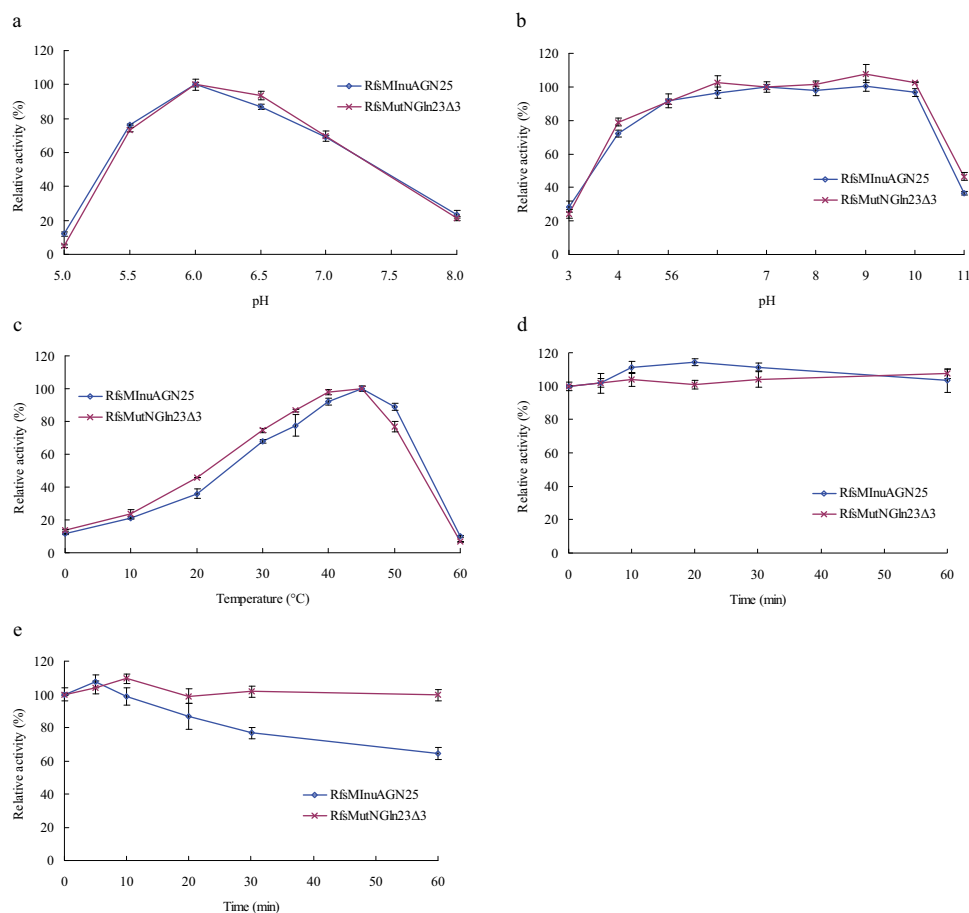 a
120
100
80
60
40
20
0
Relative activity (%)
5.0 5.5 6.0 6.5 7.0 7.5 8.0
pH
RfsMInuAGN25
RfsMutNGln23Δ3
b
120
100
80
60
40
20
0
Relative activity (%)
3 4 56 7 8 9 10 11
pH
RfsMInuAGN25
RfsMutNGln23Δ3
c
120
100
80
60
40
20
0
Relative activity (%)
0 10 20 30 40 50 60
Temperature (°C)
RfsMInuAGN25
RfsMutNGln23Δ3
d
120
100
80
60
40
20
0
Relative activity (%)
0 10 20 30 40 50 60
Time (min)
RfsMInuAGN25
RfsMutNGln23Δ3
e
120
100
80
60
40
20
0
Relative activity (%)
0 10 20 30 40 50 60
Time (min)
RfsMInuAGN25
RfsMutNGln23Δ3